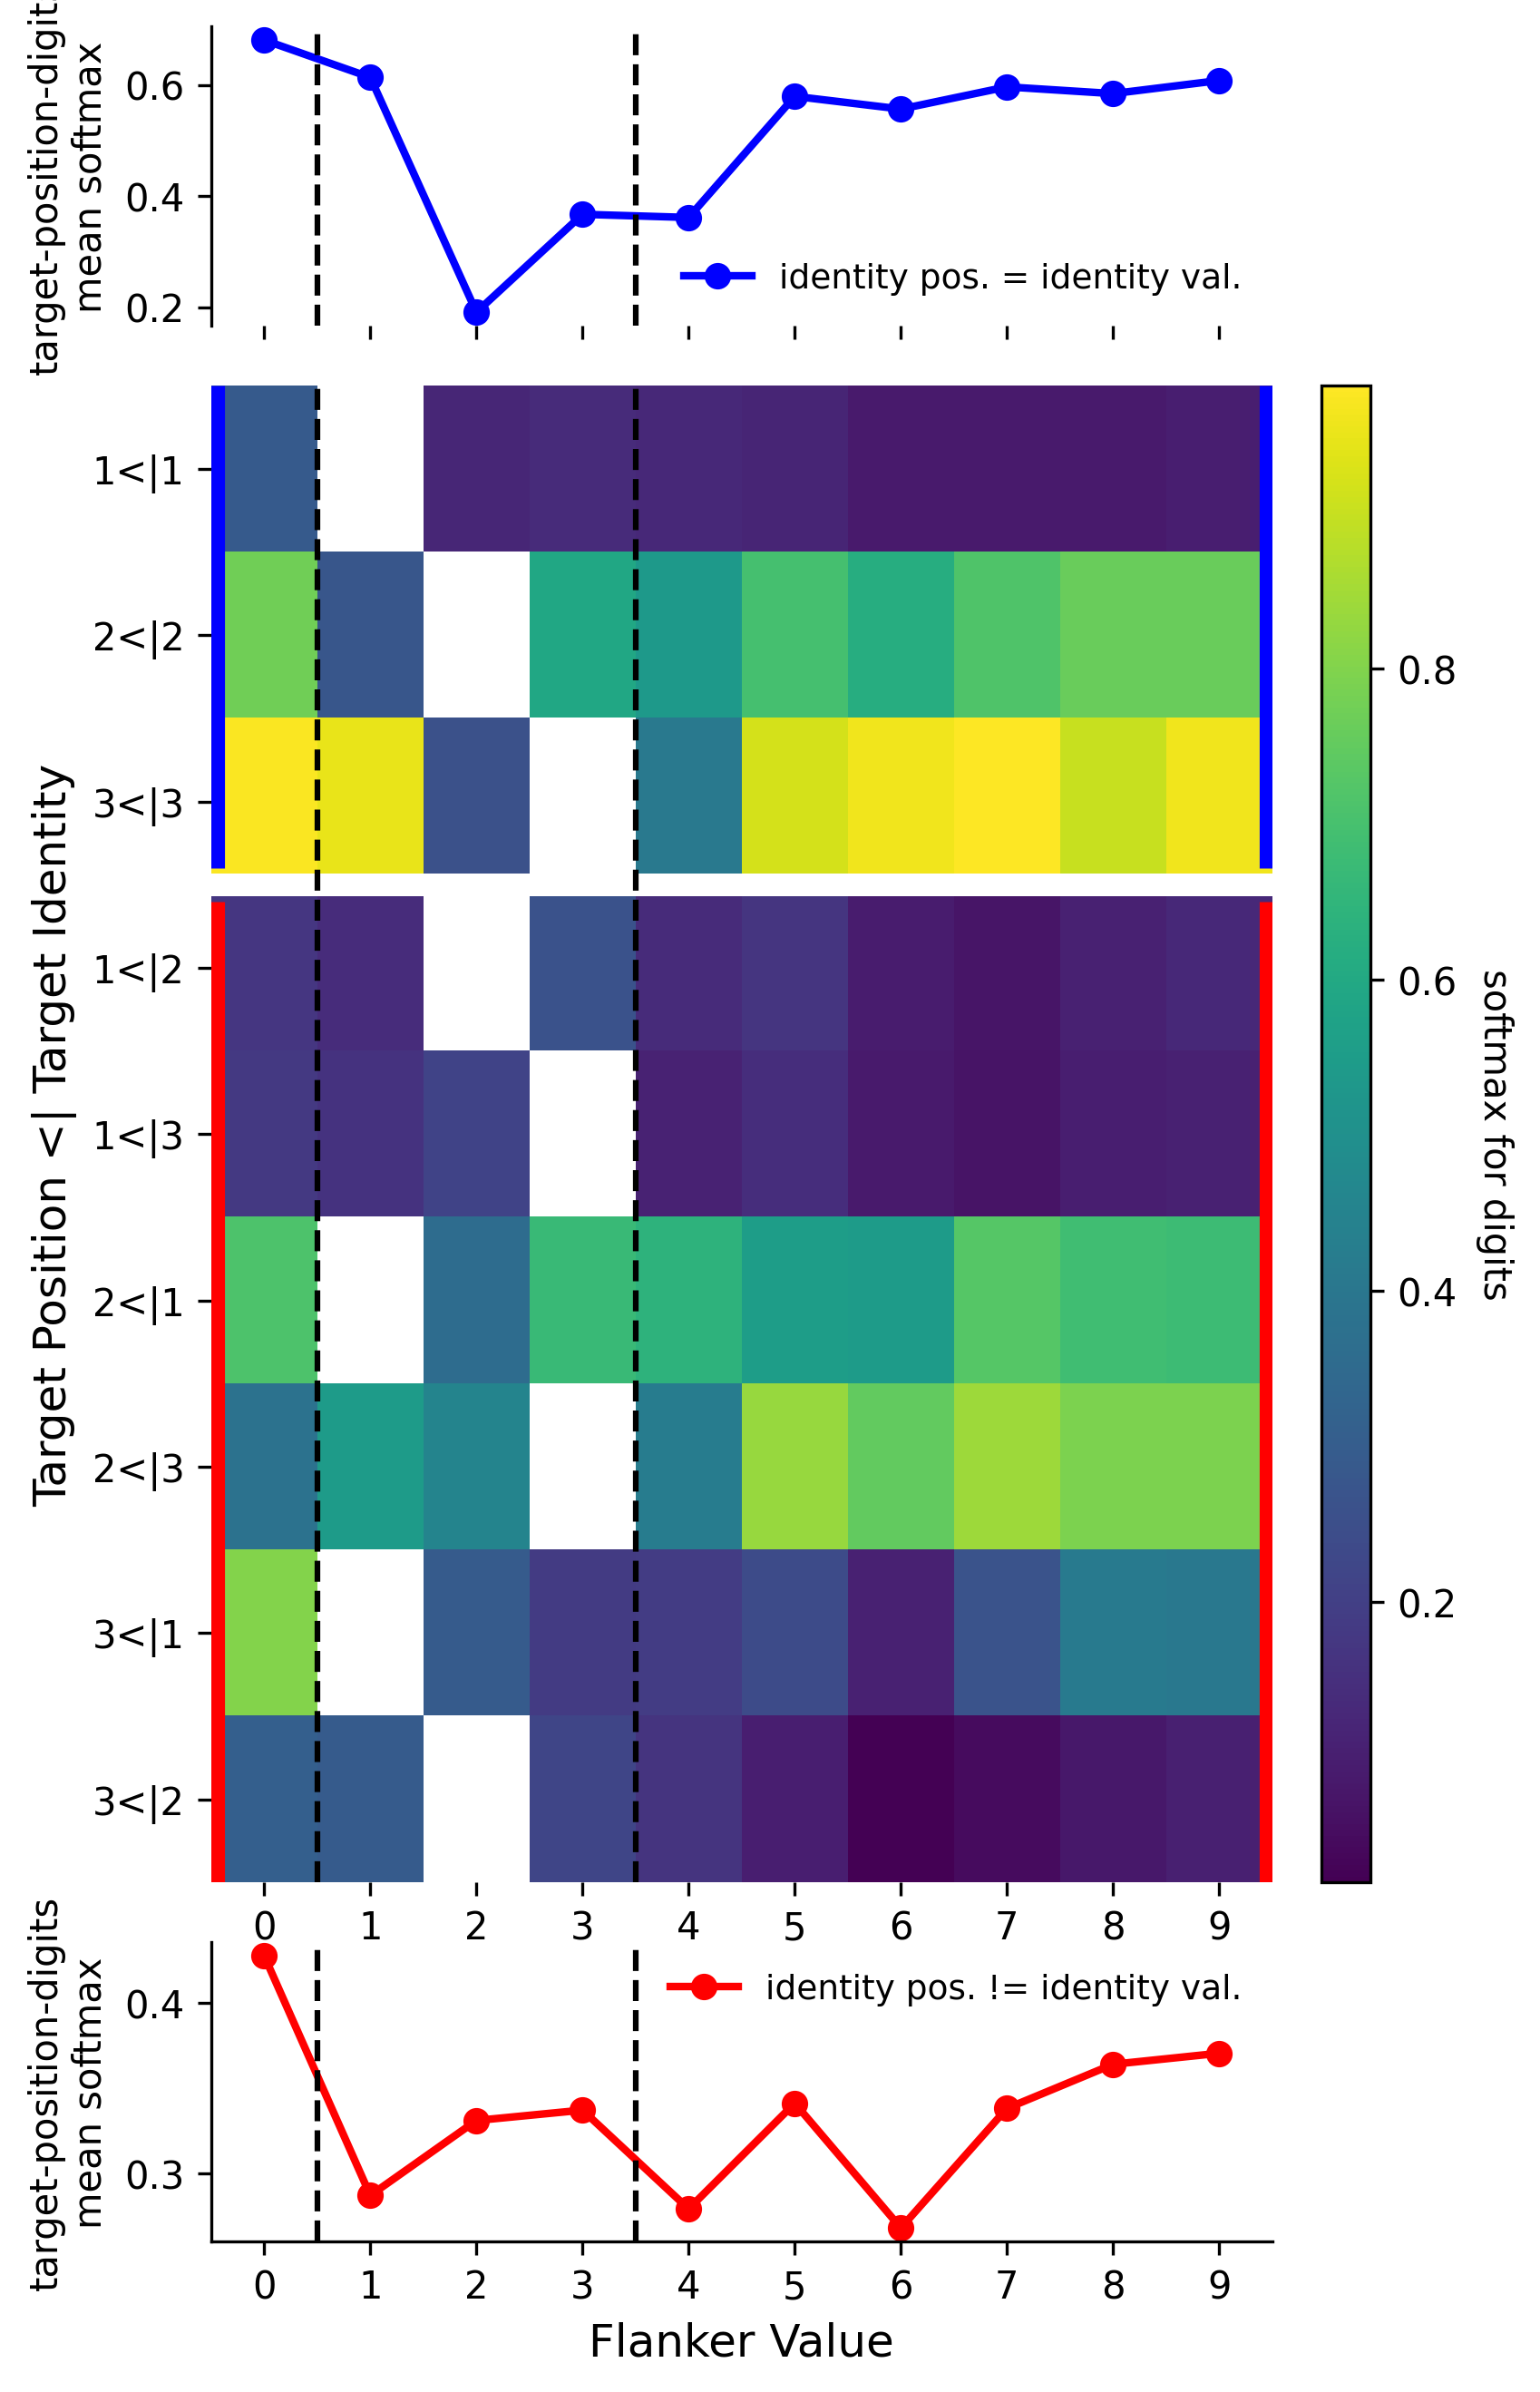 target-position-digit
mean softmax
0.6
0.4
0.2
identity pos. = identity val.
Target Position <| Target Identity
1<|1
2<|2
3<|3
1<|2
1<|3
2<|1
2<|3
3<|1
3<|2
0 1 2 3 4 5 6 7 8 9
0.8
0.6
0.4
0.2
softmax for digits
target-position-digits
mean softmax
0.4
0.3
identity pos. != identity val.
0 1 2 3 4 5 6 7 8 9
Flanker Value